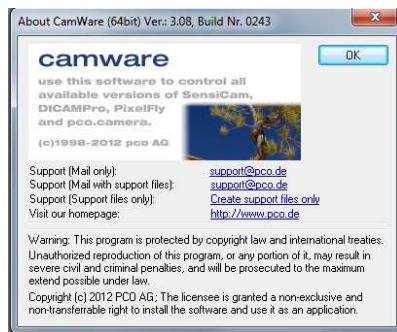 About CamWare (64bit) Ver.: 3.08, Build Nr. 0243
camware
OK
use this software to control all
available versions of SensiCam,
DICAMPro, PixelFly
and pco.camera.
(c)1998-2012 pco AG
Support (Mail only): support@pco.de
Support (Mail with support files): support@pco.de
Support (Support files only): Create support files only
Visit our homepage: http://www.pco.de
Warning: This program is protected by copyright law and international treaties.
Unauthorized reproduction of this program, or any portion of it, may result in
severe civil and criminal penalties, and will be prosecuted to the maximum
extend possible under law.
Copyright (c) 2012 PCO AG; The licensee is granted a non-exclusive and
non-transferrable right to install the software and use it as an application.